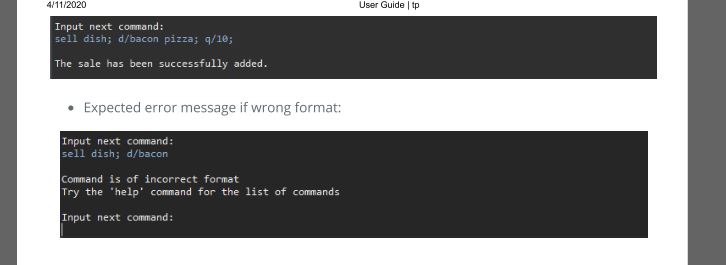 4/11/2020 User Guide | tp
Input next command:
sell dish; d/bacon pizza; q/10;
The sale has been successfully added.
• Expected error message if wrong format:
Input next command:
sell dish; d/bacon
Command is of incorrect format
Try the 'help' command for the list of commands
Input next command: